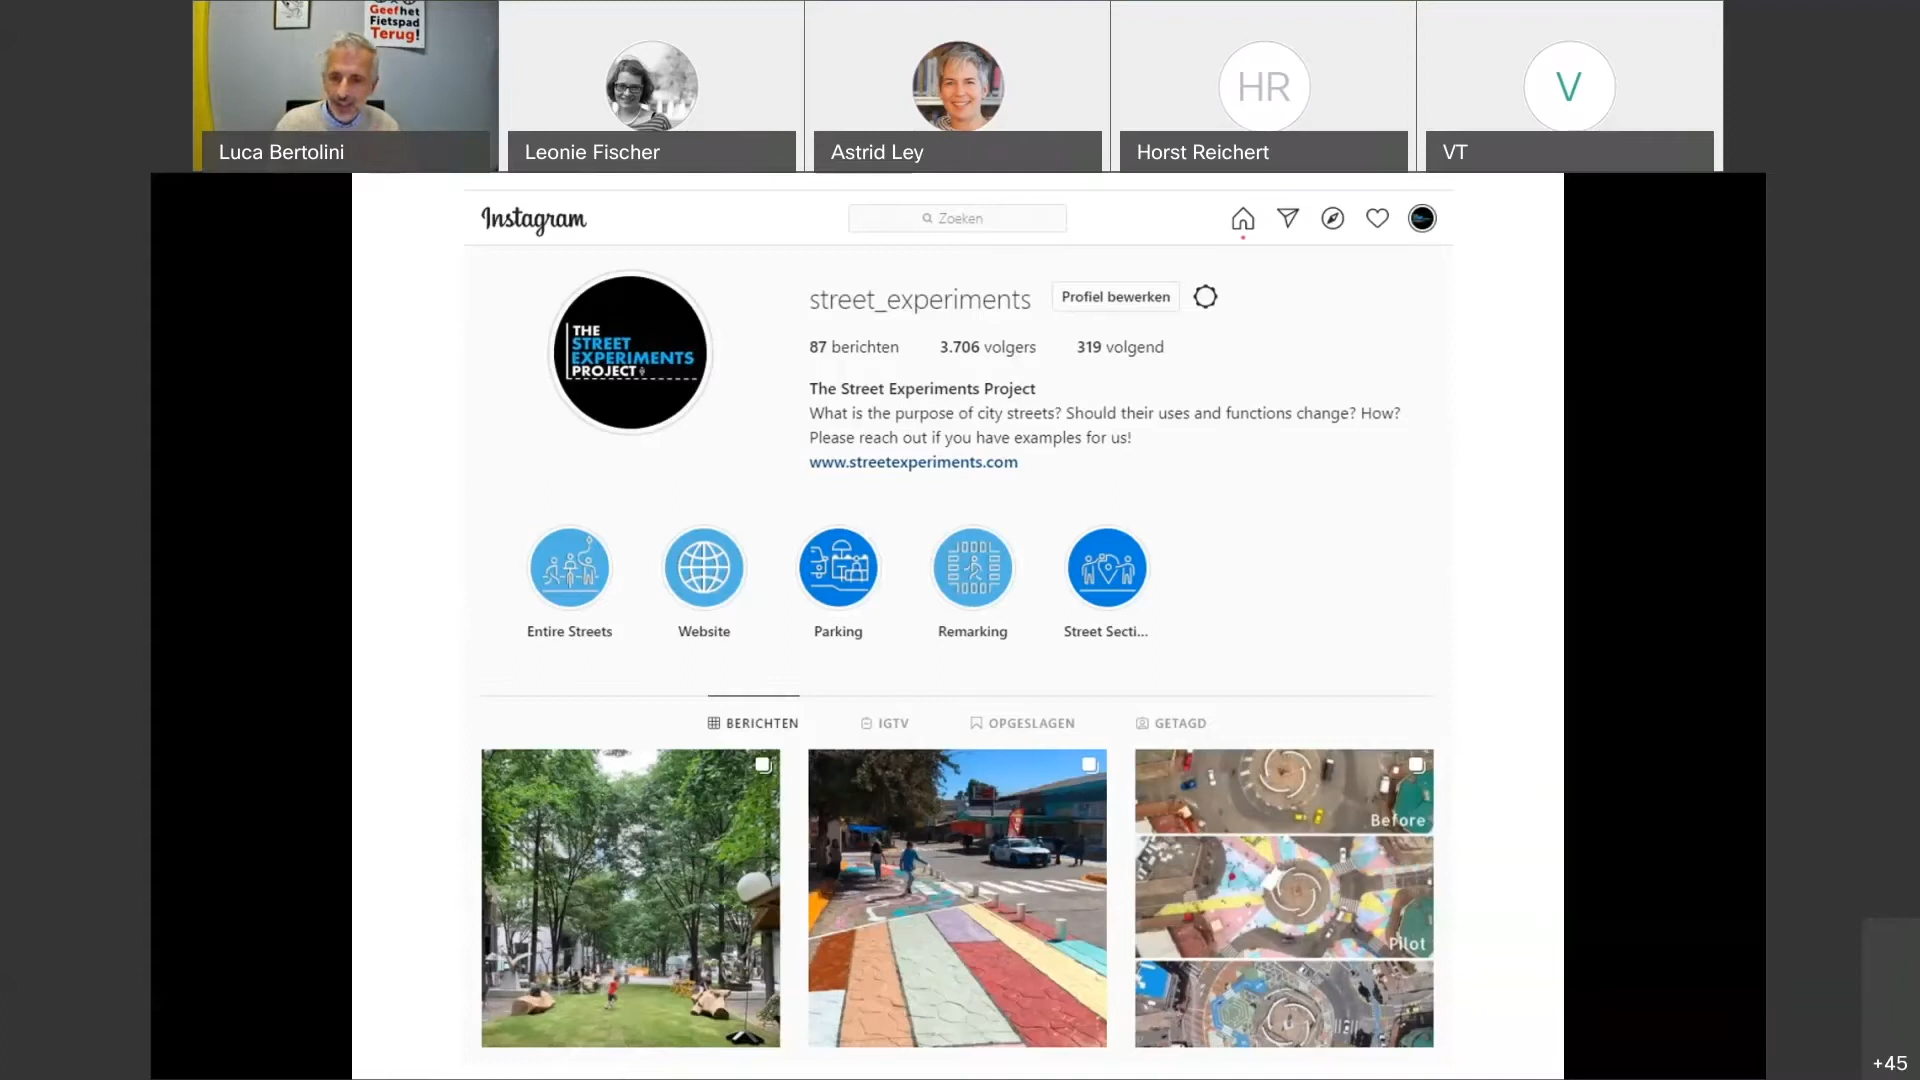 Geef het
Fietspad
Terug!
Luca Bertolini
Leonie Fischer
Astrid Ley
HR
Horst Reichert
V
VT
Instagram
Zoeken
THE
STREET
EXPERIMENTS
PROJECT
street_experiments
Profiel bewerken
87 berichten 3.706 volgers 319 volgend
The Street Experiments Project
What is the purpose of city streets? Should their uses and functions change? How?
Please reach out if you have examples for us!
www.streetexperiments.com
Entire Streets
Website
Parking
Remarking
Street Secti...
BERICHTEN
IGTV
OPGESLAGEN
GETAGD
Before
Pilot
+45